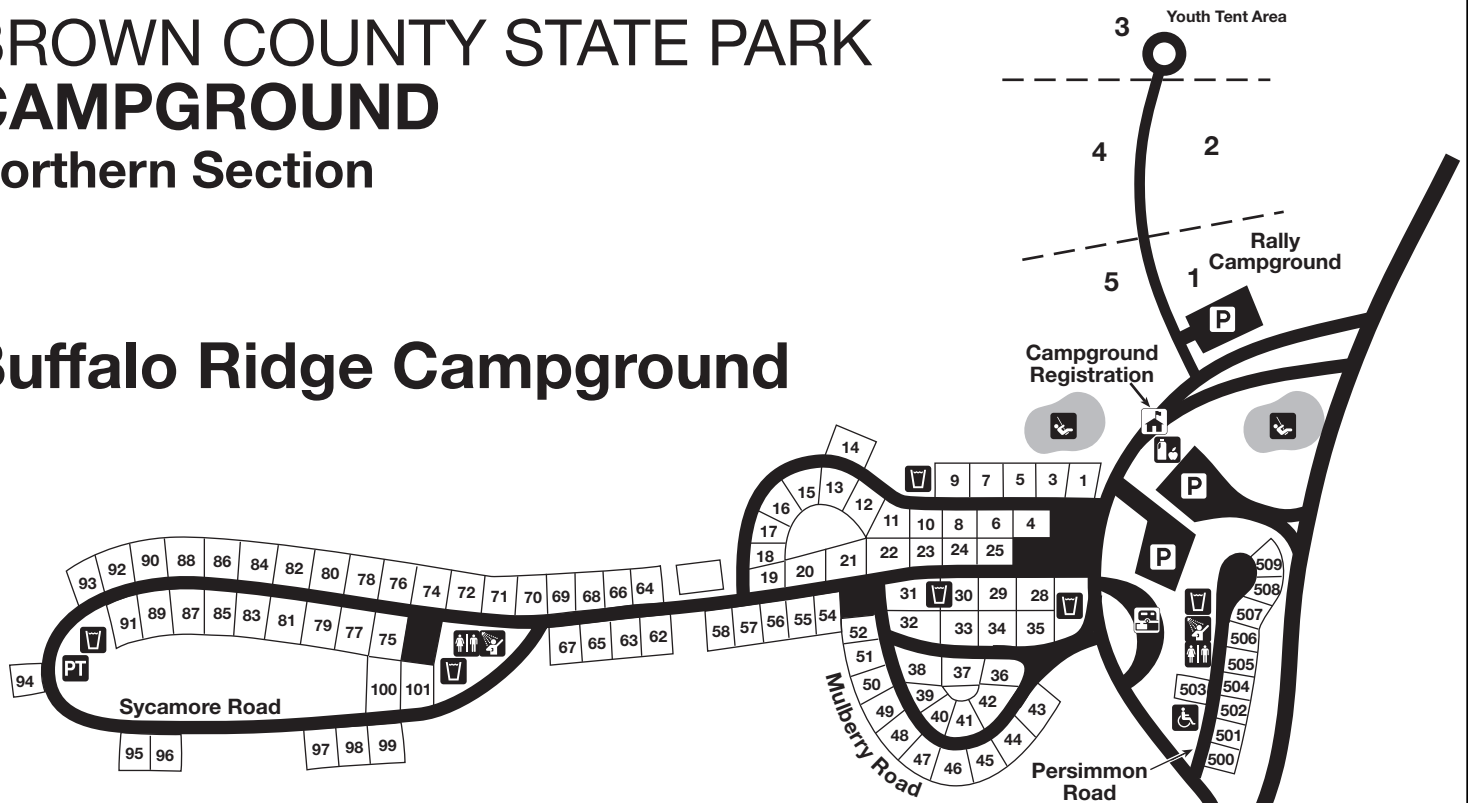 BROWN COUNTY STATE PARK
CAMPGROUND
orthern Section
Buffalo Ridge Campground
3
Youth Tent Area
4
2
5
1
Rally
Campground
P
Campground
Registration
P
P
14
9 7 5 3 1
15 13
16 12
17 11 10 8 6 4
18 21 22 23 24 25
19 20
93 92 90 88 86 84 82 80 78 76 74 72 71 70 69 68 66 64
91 89 87 85 83 81 79 77 75
PT
94
100 101
Sycamore Road
95 96
97 98 99
67 65 63 62
58 57 56 55 54
31 30 29 28
32 33 34 35
52
51
50
49
48
47
46
45
44
43
38 37 36
39 40 41 42
Mulberry Road
509
508
507
506
505
503 504
502
501
500
Persimmon
Road